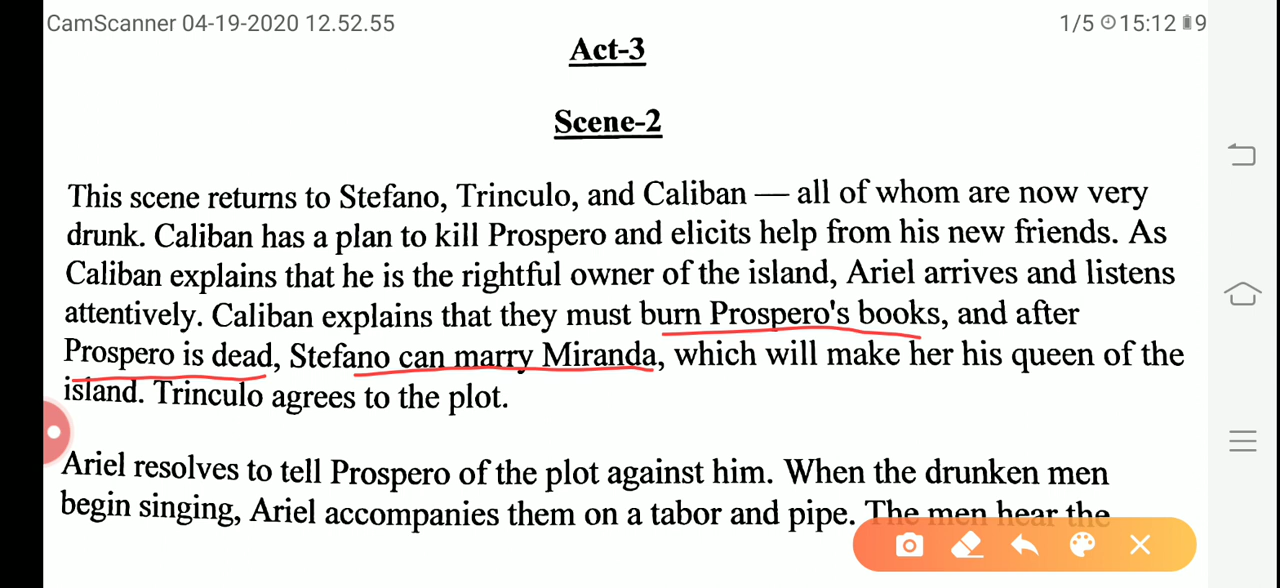 CamScanner 04-19-2020 12.52.55
1/5 15:12 9
Act-3
Scene-2
This scene returns to Stefano, Trinculo, and Caliban — all of whom are now very
drunk. Caliban has a plan to kill Prospero and elicits help from his new friends. As
Caliban explains that he is the rightful owner of the island, Ariel arrives and listens
attentively. Caliban explains that they must burn Prospero's books, and after
Prospero is dead, Stefano can marry Miranda, which will make her his queen of the
island. Trinculo agrees to the plot.
Ariel resolves to tell Prospero of the plot against him. When the drunken men
begin singing, Ariel accompanies them on a tabor and pipe. The men hear the